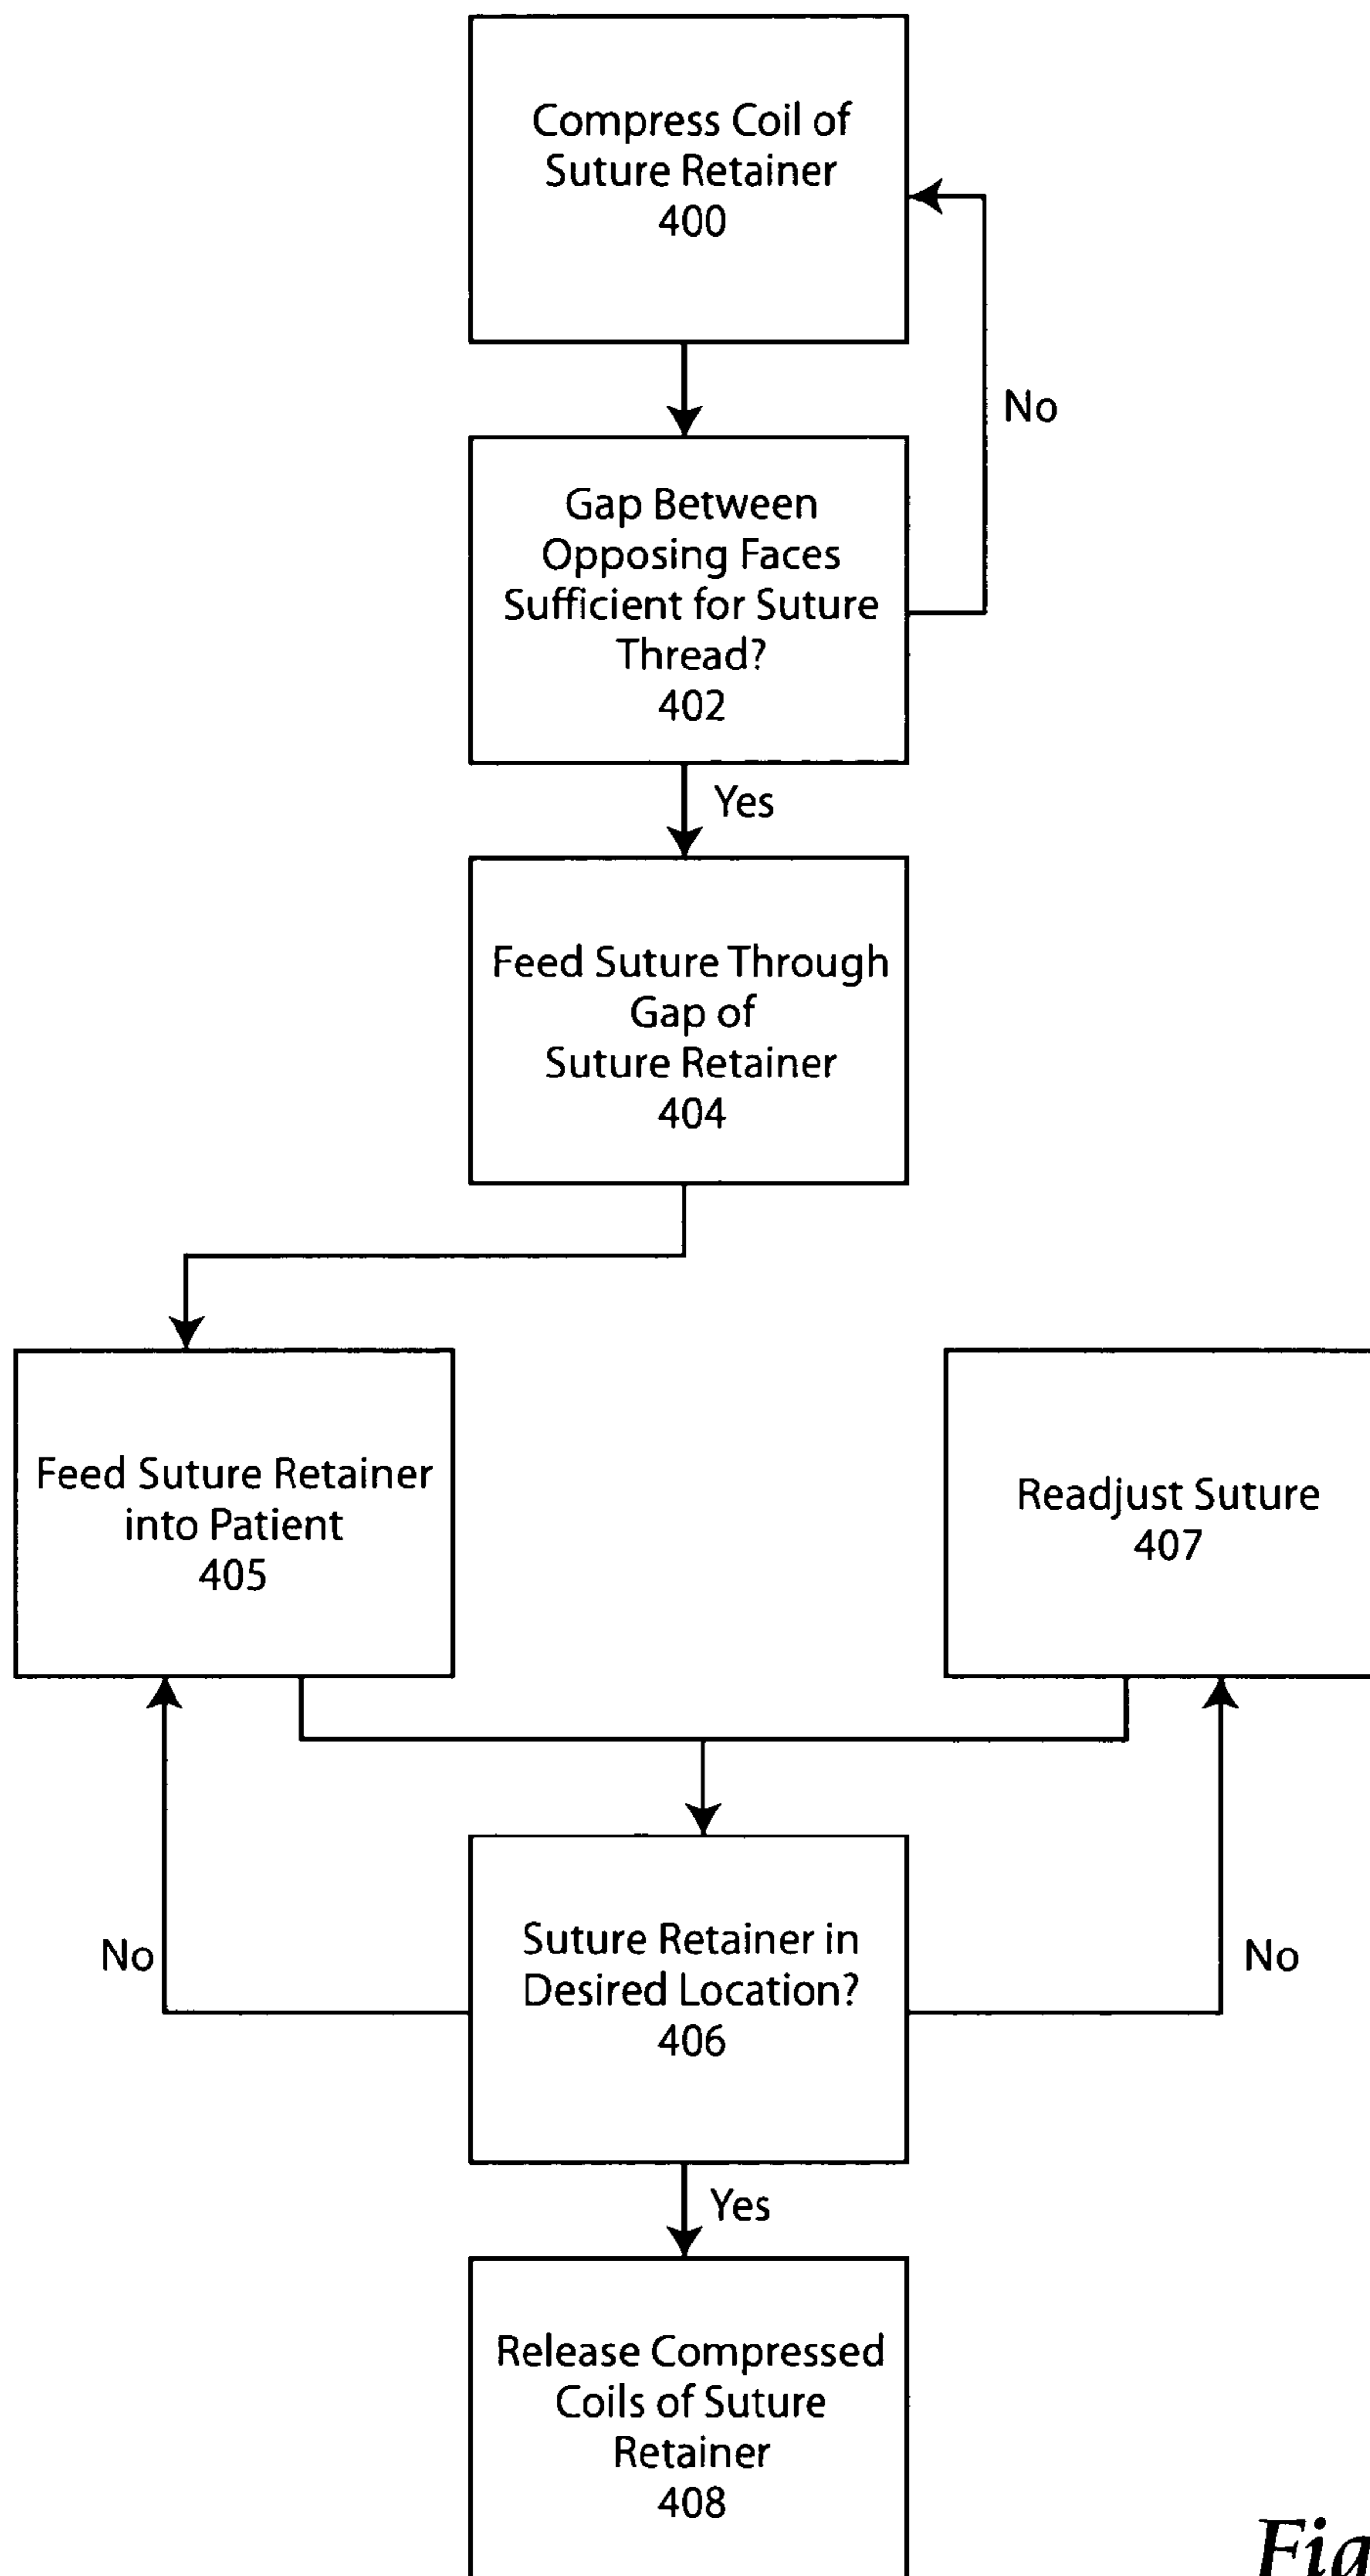 Compress Coil of
Suture Retainer
400
No
Gap Between
Opposing Faces
Sufficient for Suture
Thread?
402
Yes
Feed Suture Through
Gap of
Suture Retainer
404
Feed Suture Retainer
into Patient
405
Readjust Suture
407
Suture Retainer in
Desired Location?
406
No
No
Yes
Release Compressed
Coils of Suture
Retainer
408
Fig